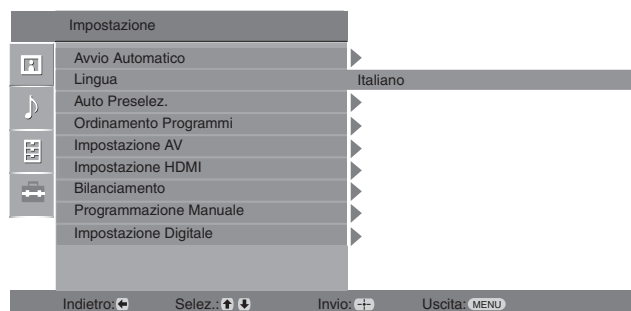 Impostazione
Avvio Automatico
Lingua Italiano
Auto Preselez.
Ordinamento Programmi
Impostazione AV
Impostazione HDMI
Bilanciamento
Programmazione Manuale
Impostazione Digitale
Indietro: Selez.: Invio: Uscita: MENU